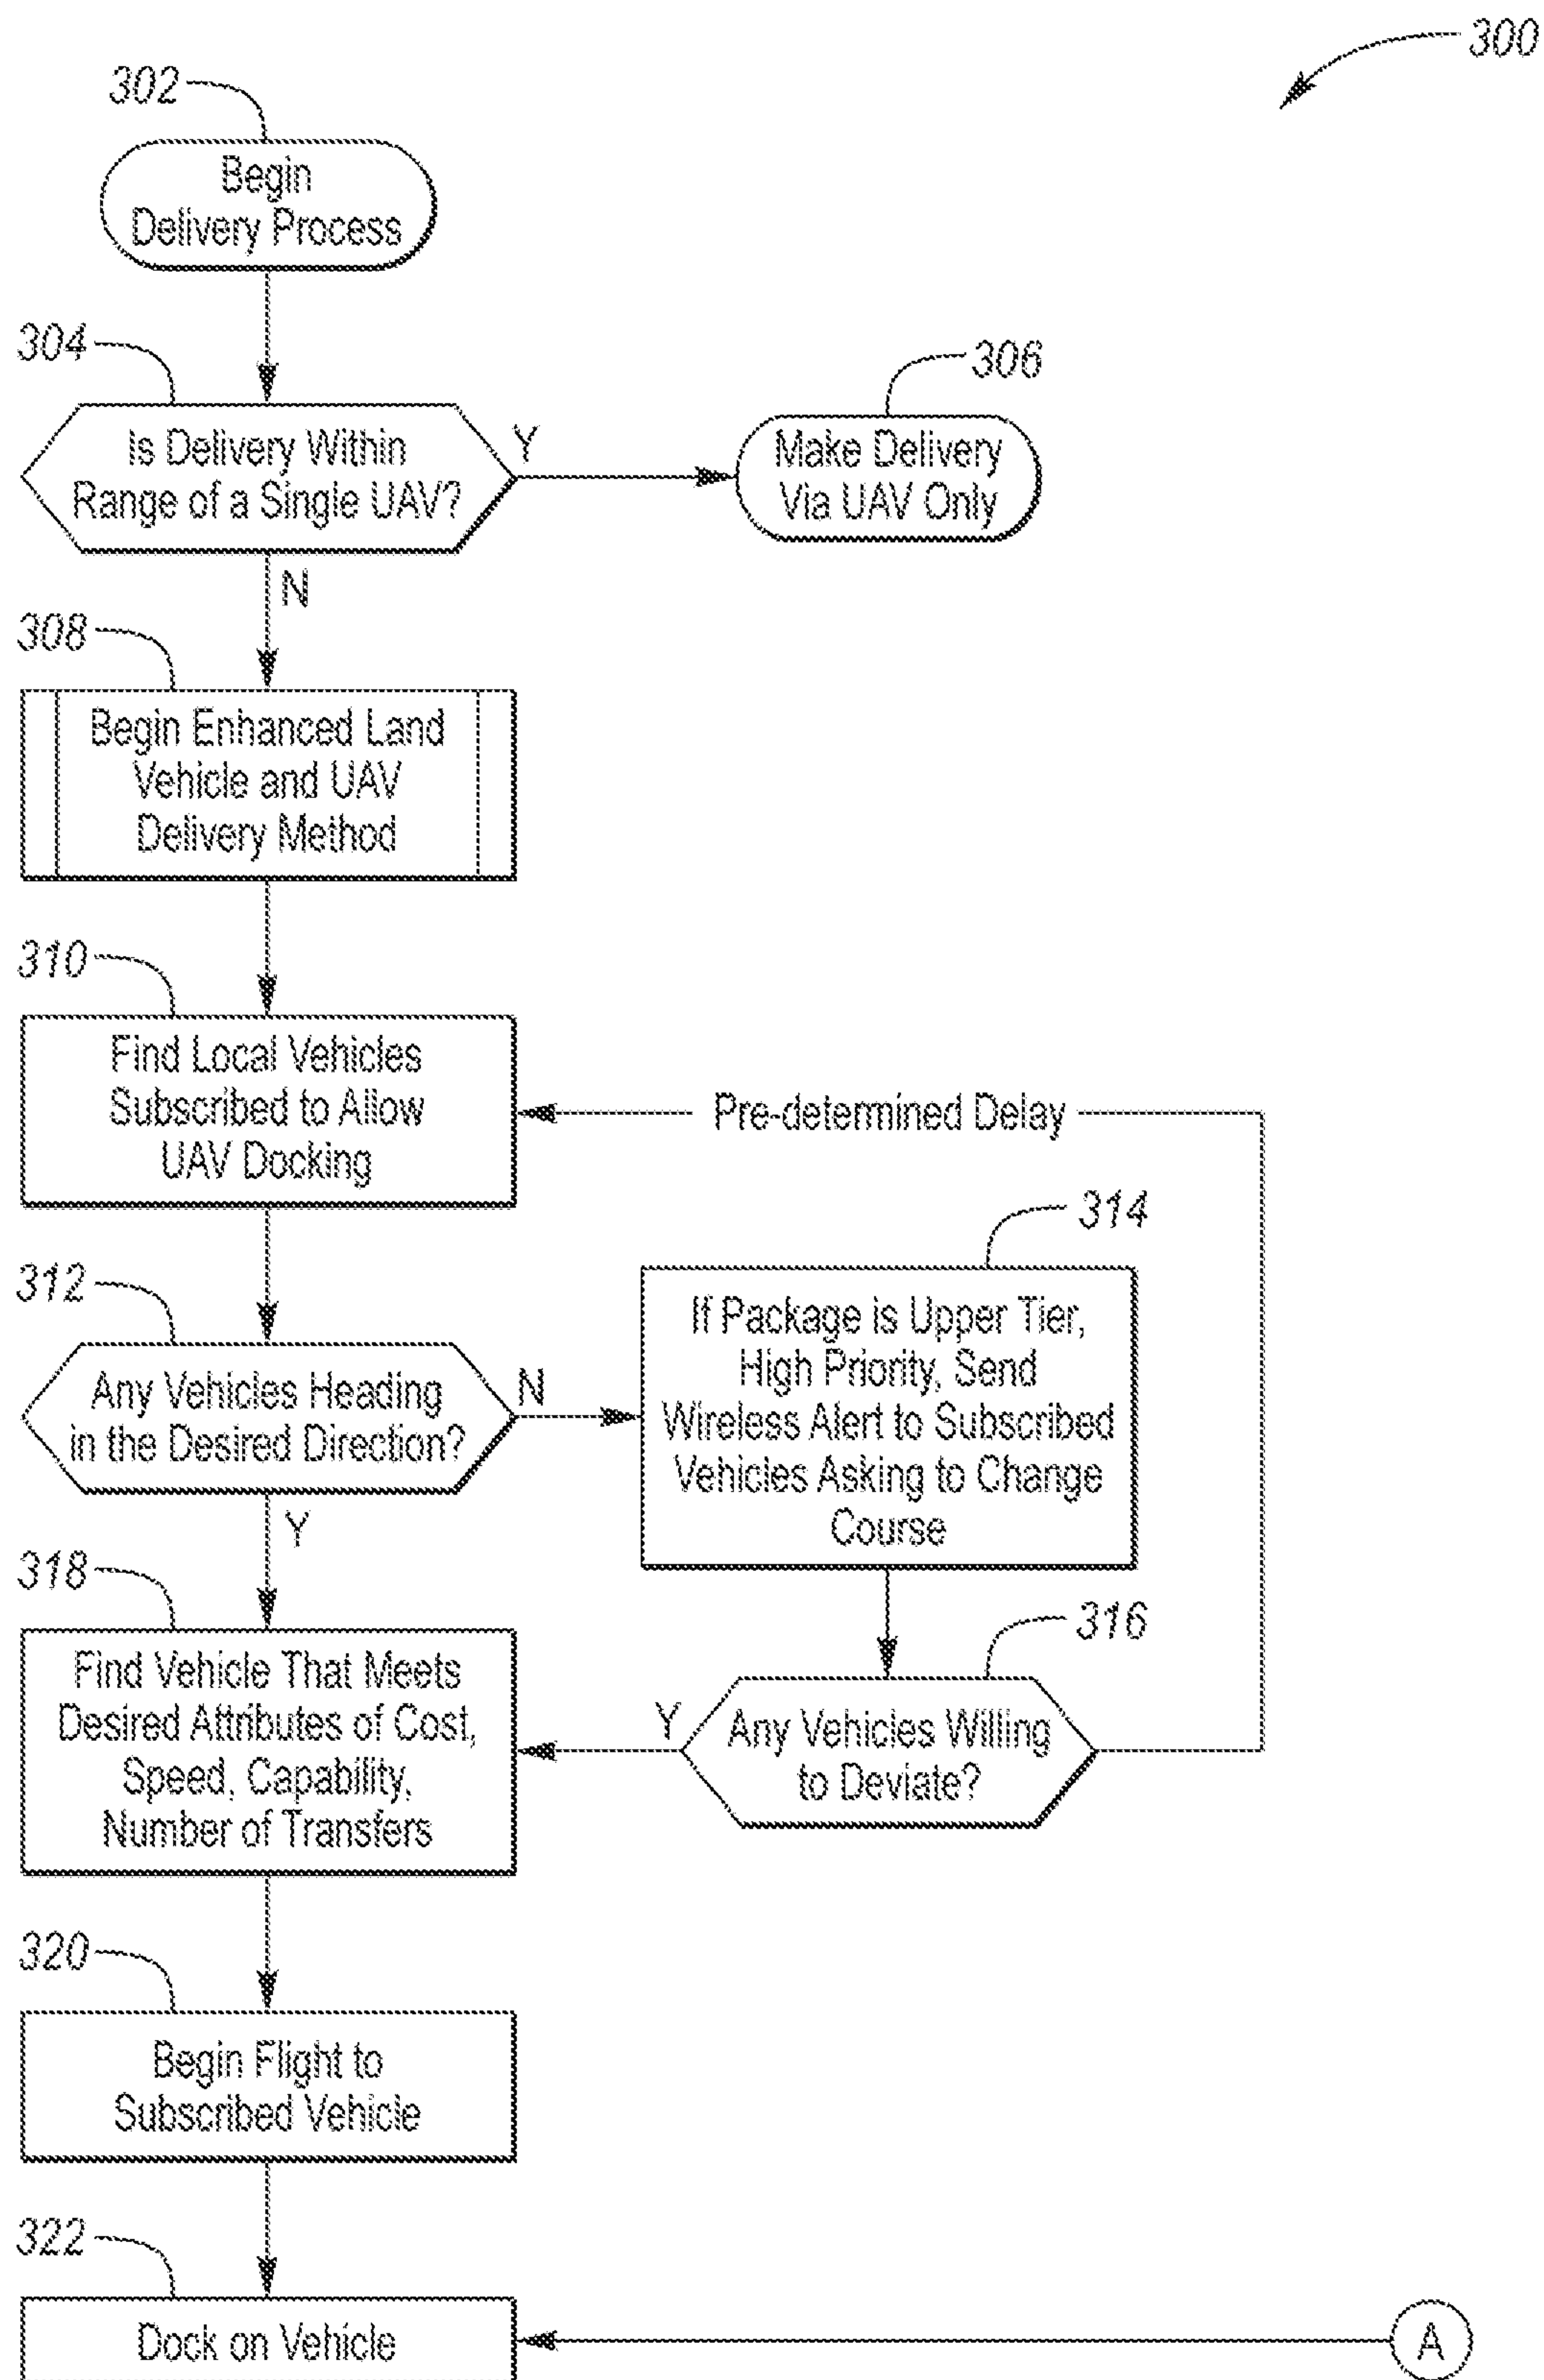 300
302
Begin
Delivery Process
304
Is Delivery Within
Range of a Single UAV?
Y
306
Make Delivery
Via UAV Only
N
308
Begin Enhanced Land
Vehicle and UAV
Delivery Method
310
Find Local Vehicles
Subscribed to Allow
UAV Docking
Pre-determined Delay
312
Any Vehicles Heading
in the Desired Direction?
N
314
If Package is Upper Tier,
High Priority, Send
Wireless Alert to Subscribed
Vehicles Asking to Change
Course
Y
316
Any Vehicles Willing
to Deviate?
Y
318
Find Vehicle That Meets
Desired Attributes of Cost,
Speed, Capability,
Number of Transfers
320
Begin Flight to
Subscribed Vehicle
322
Dock on Vehicle
A